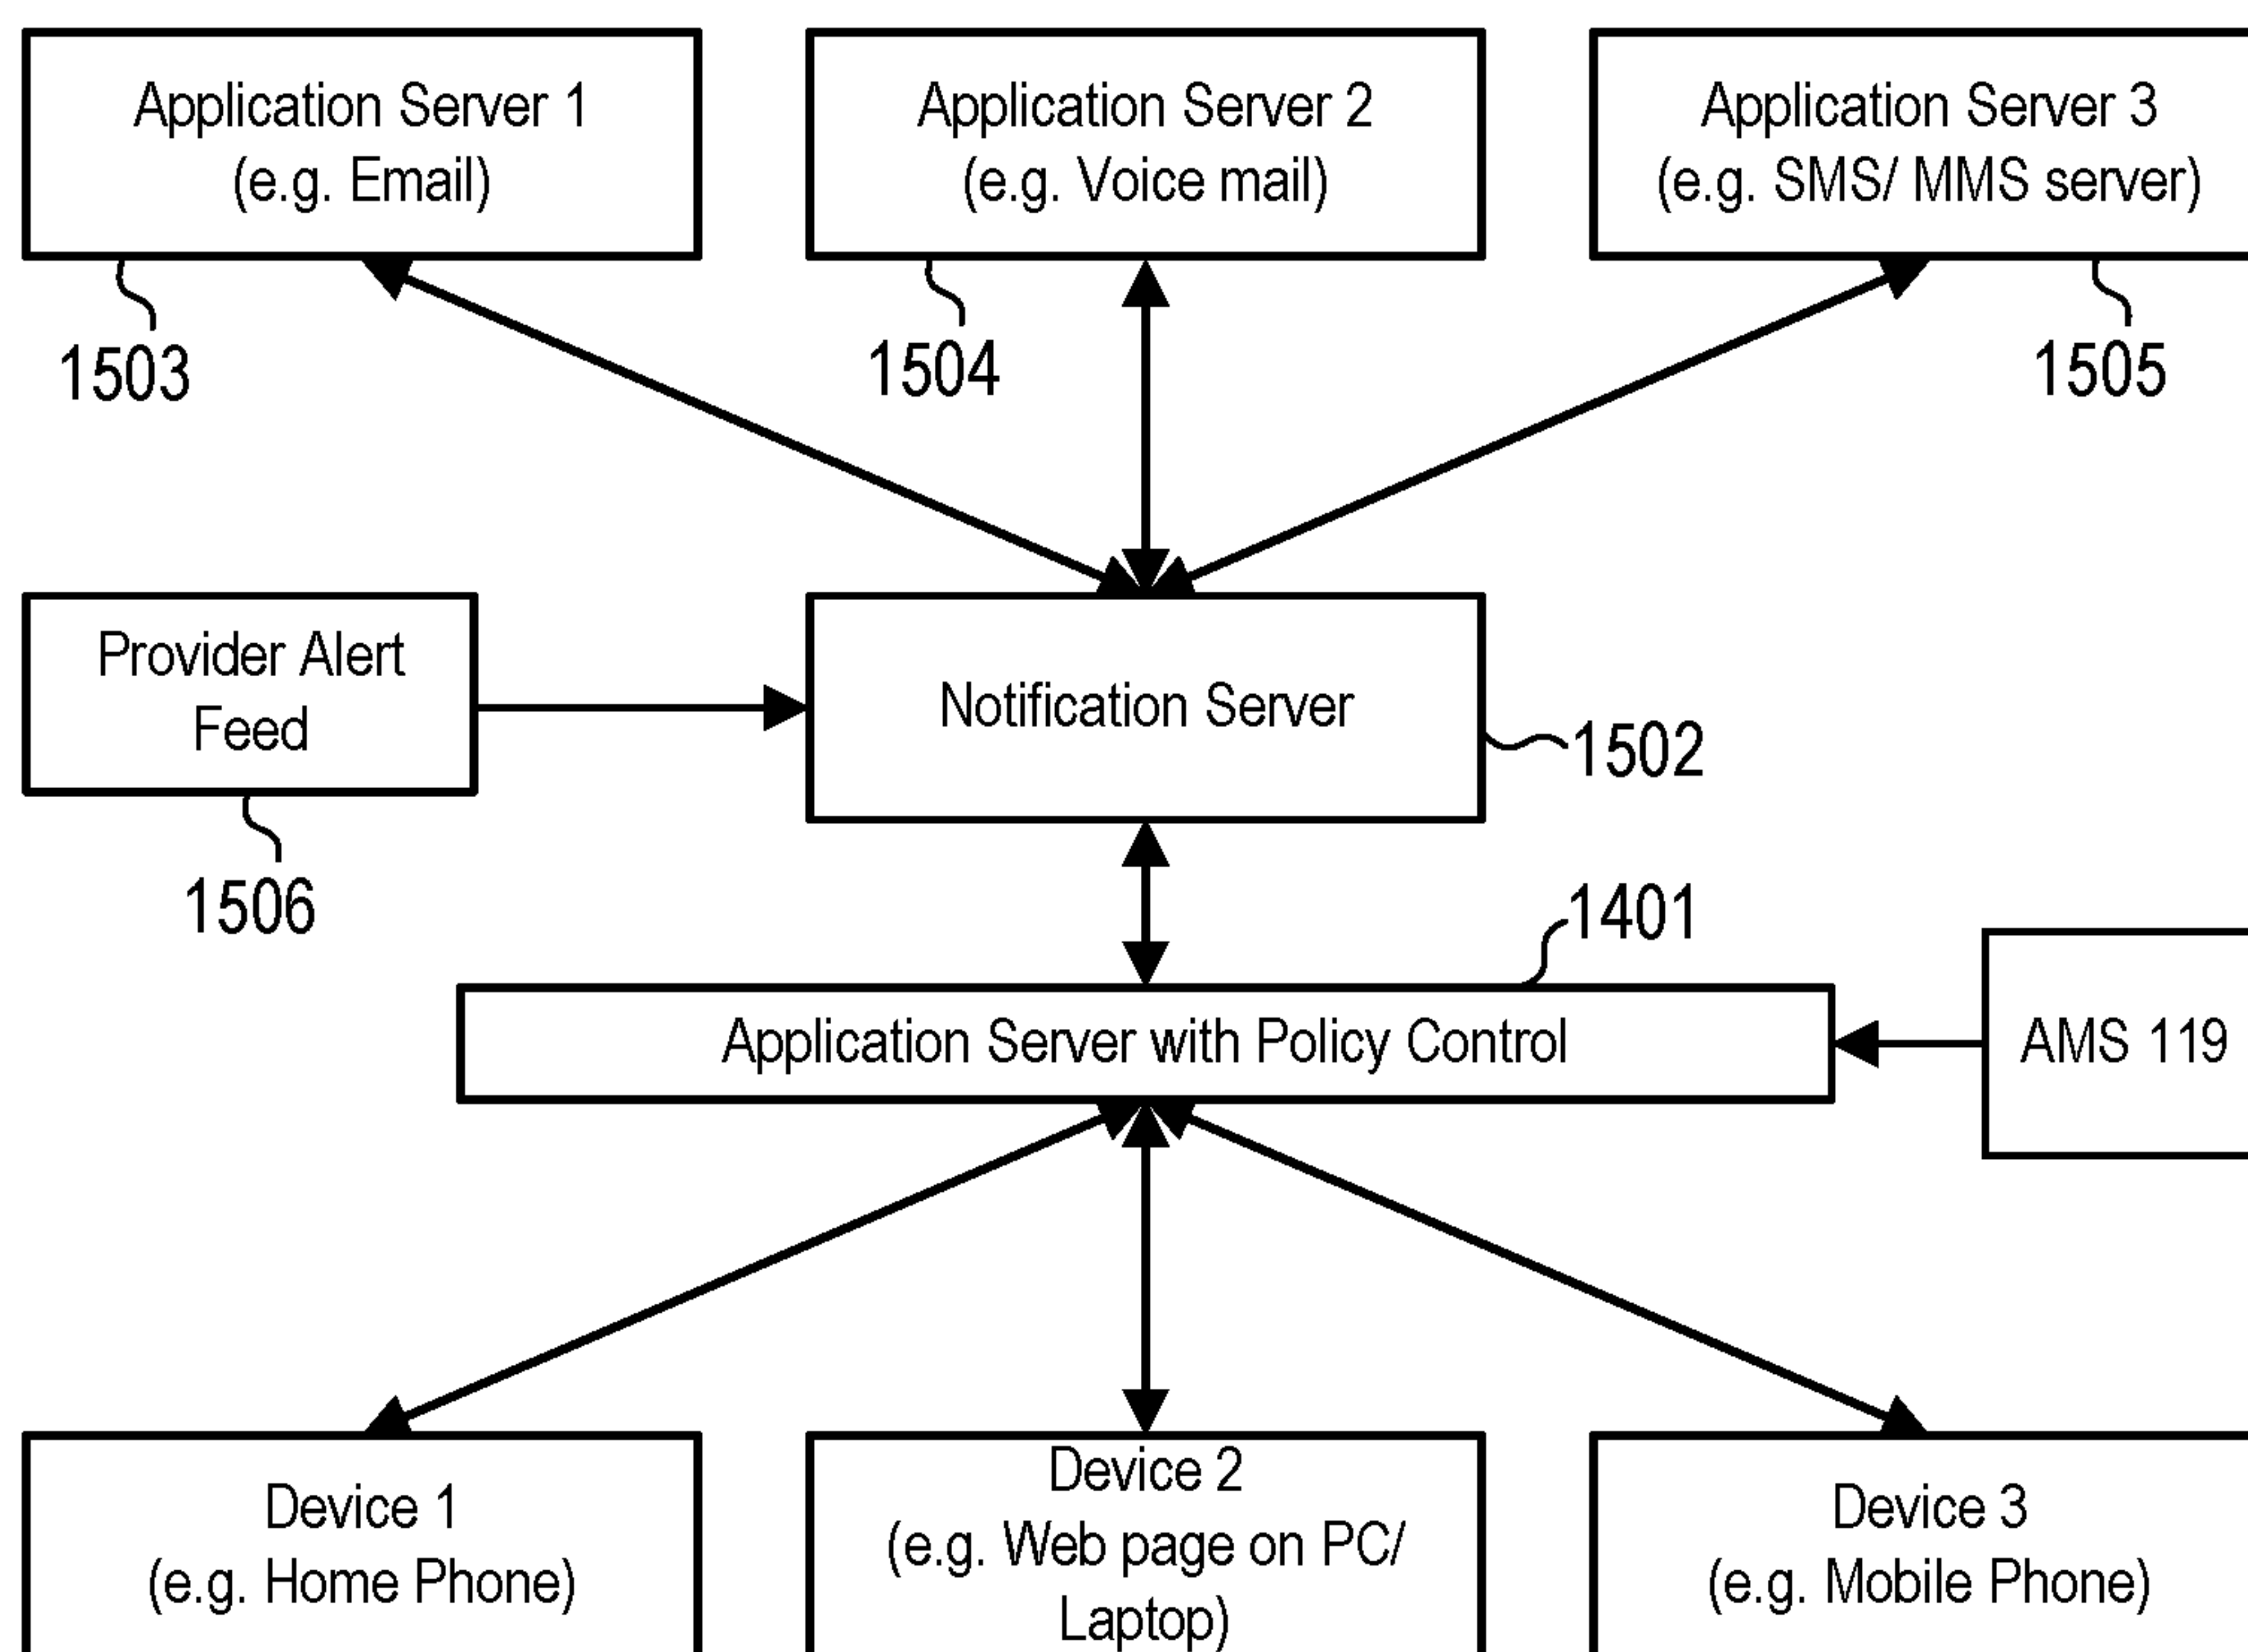 Application Server 1
(e.g. Email)
Application Server 2
(e.g. Voice mail)
Application Server 3
(e.g. SMS/ MMS server)
1503
1504
1505
Provider Alert
Feed
Notification Server
1502
1506
1401
Application Server with Policy Control
AMS 119
Device 1
(e.g. Home Phone)
Device 2
(e.g. Web page on PC/
Laptop)
Device 3
(e.g. Mobile Phone)